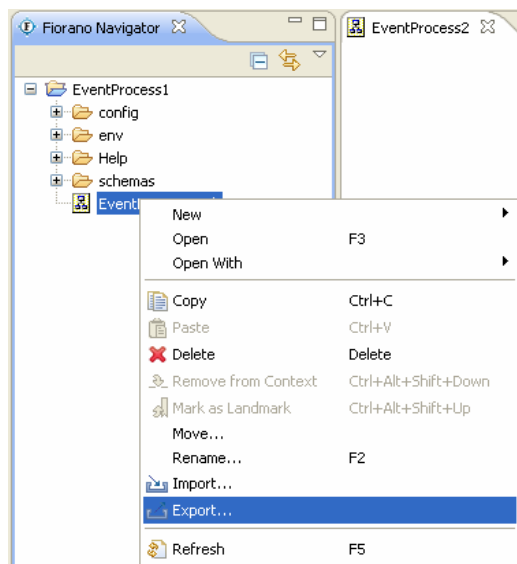 Fiorano Navigator
EventProcess2
EventProcess1
config
env
Help
schemas
Event
New
Open F3
Open With
Copy Ctrl+C
Paste Ctrl+V
Delete Delete
Remove from Context Ctrl+Alt+Shift+Down
Mark as Landmark Ctrl+Alt+Shift+Up
Move...
Rename... F2
Import...
Export...
Refresh F5